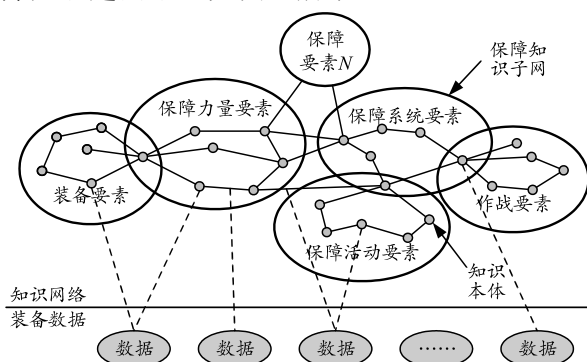 保障
要素N
保障知
识子网
保障力量要素
保障系统要素
装备要素
作战要素
保障活动要素
知识
本体
知识网络
装备数据
数据
数据
数据
……
数据